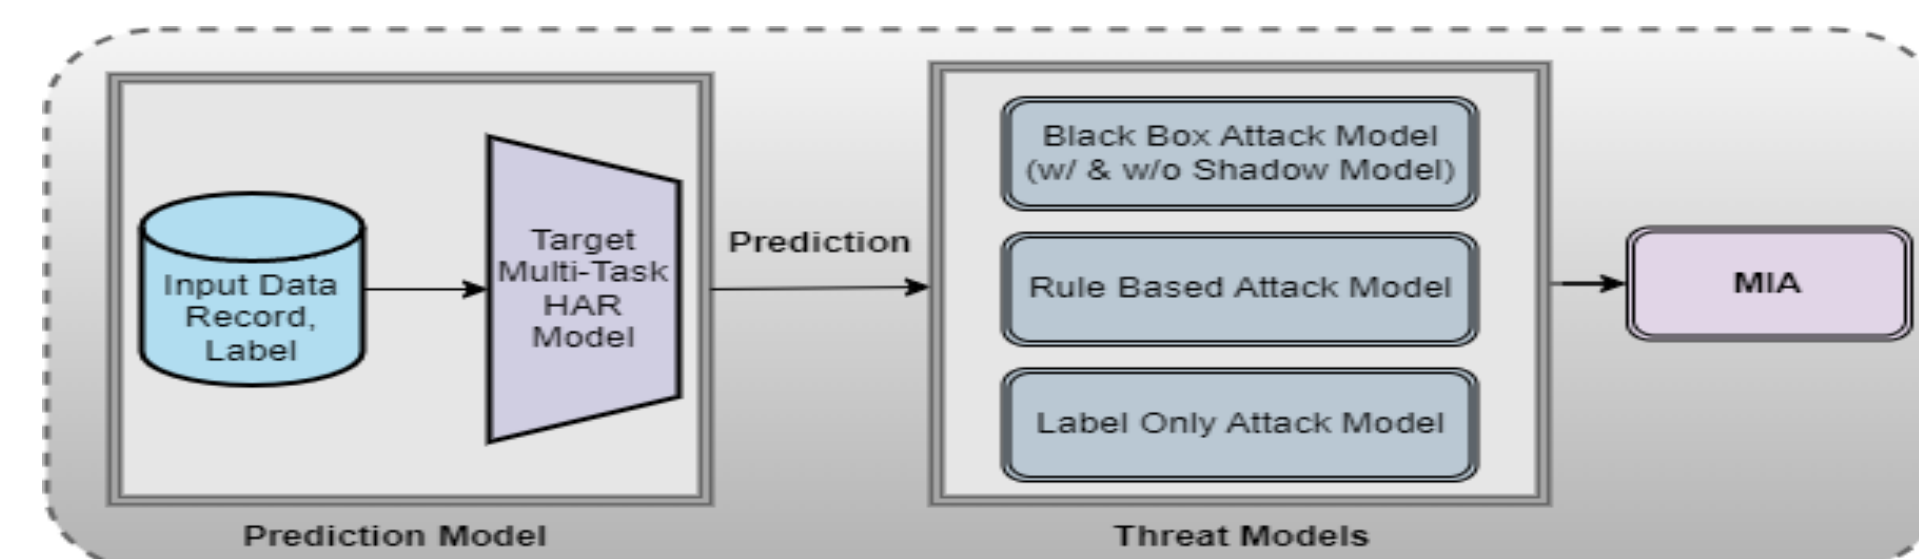 Input Data
Record,
Label
Target
Multi-Task
HAR
Model
Prediction Model
Prediction
Black Box Attack Model
(w/ & w/o Shadow Model)
Rule Based Attack Model
Label Only Attack Model
Threat Models
MIA